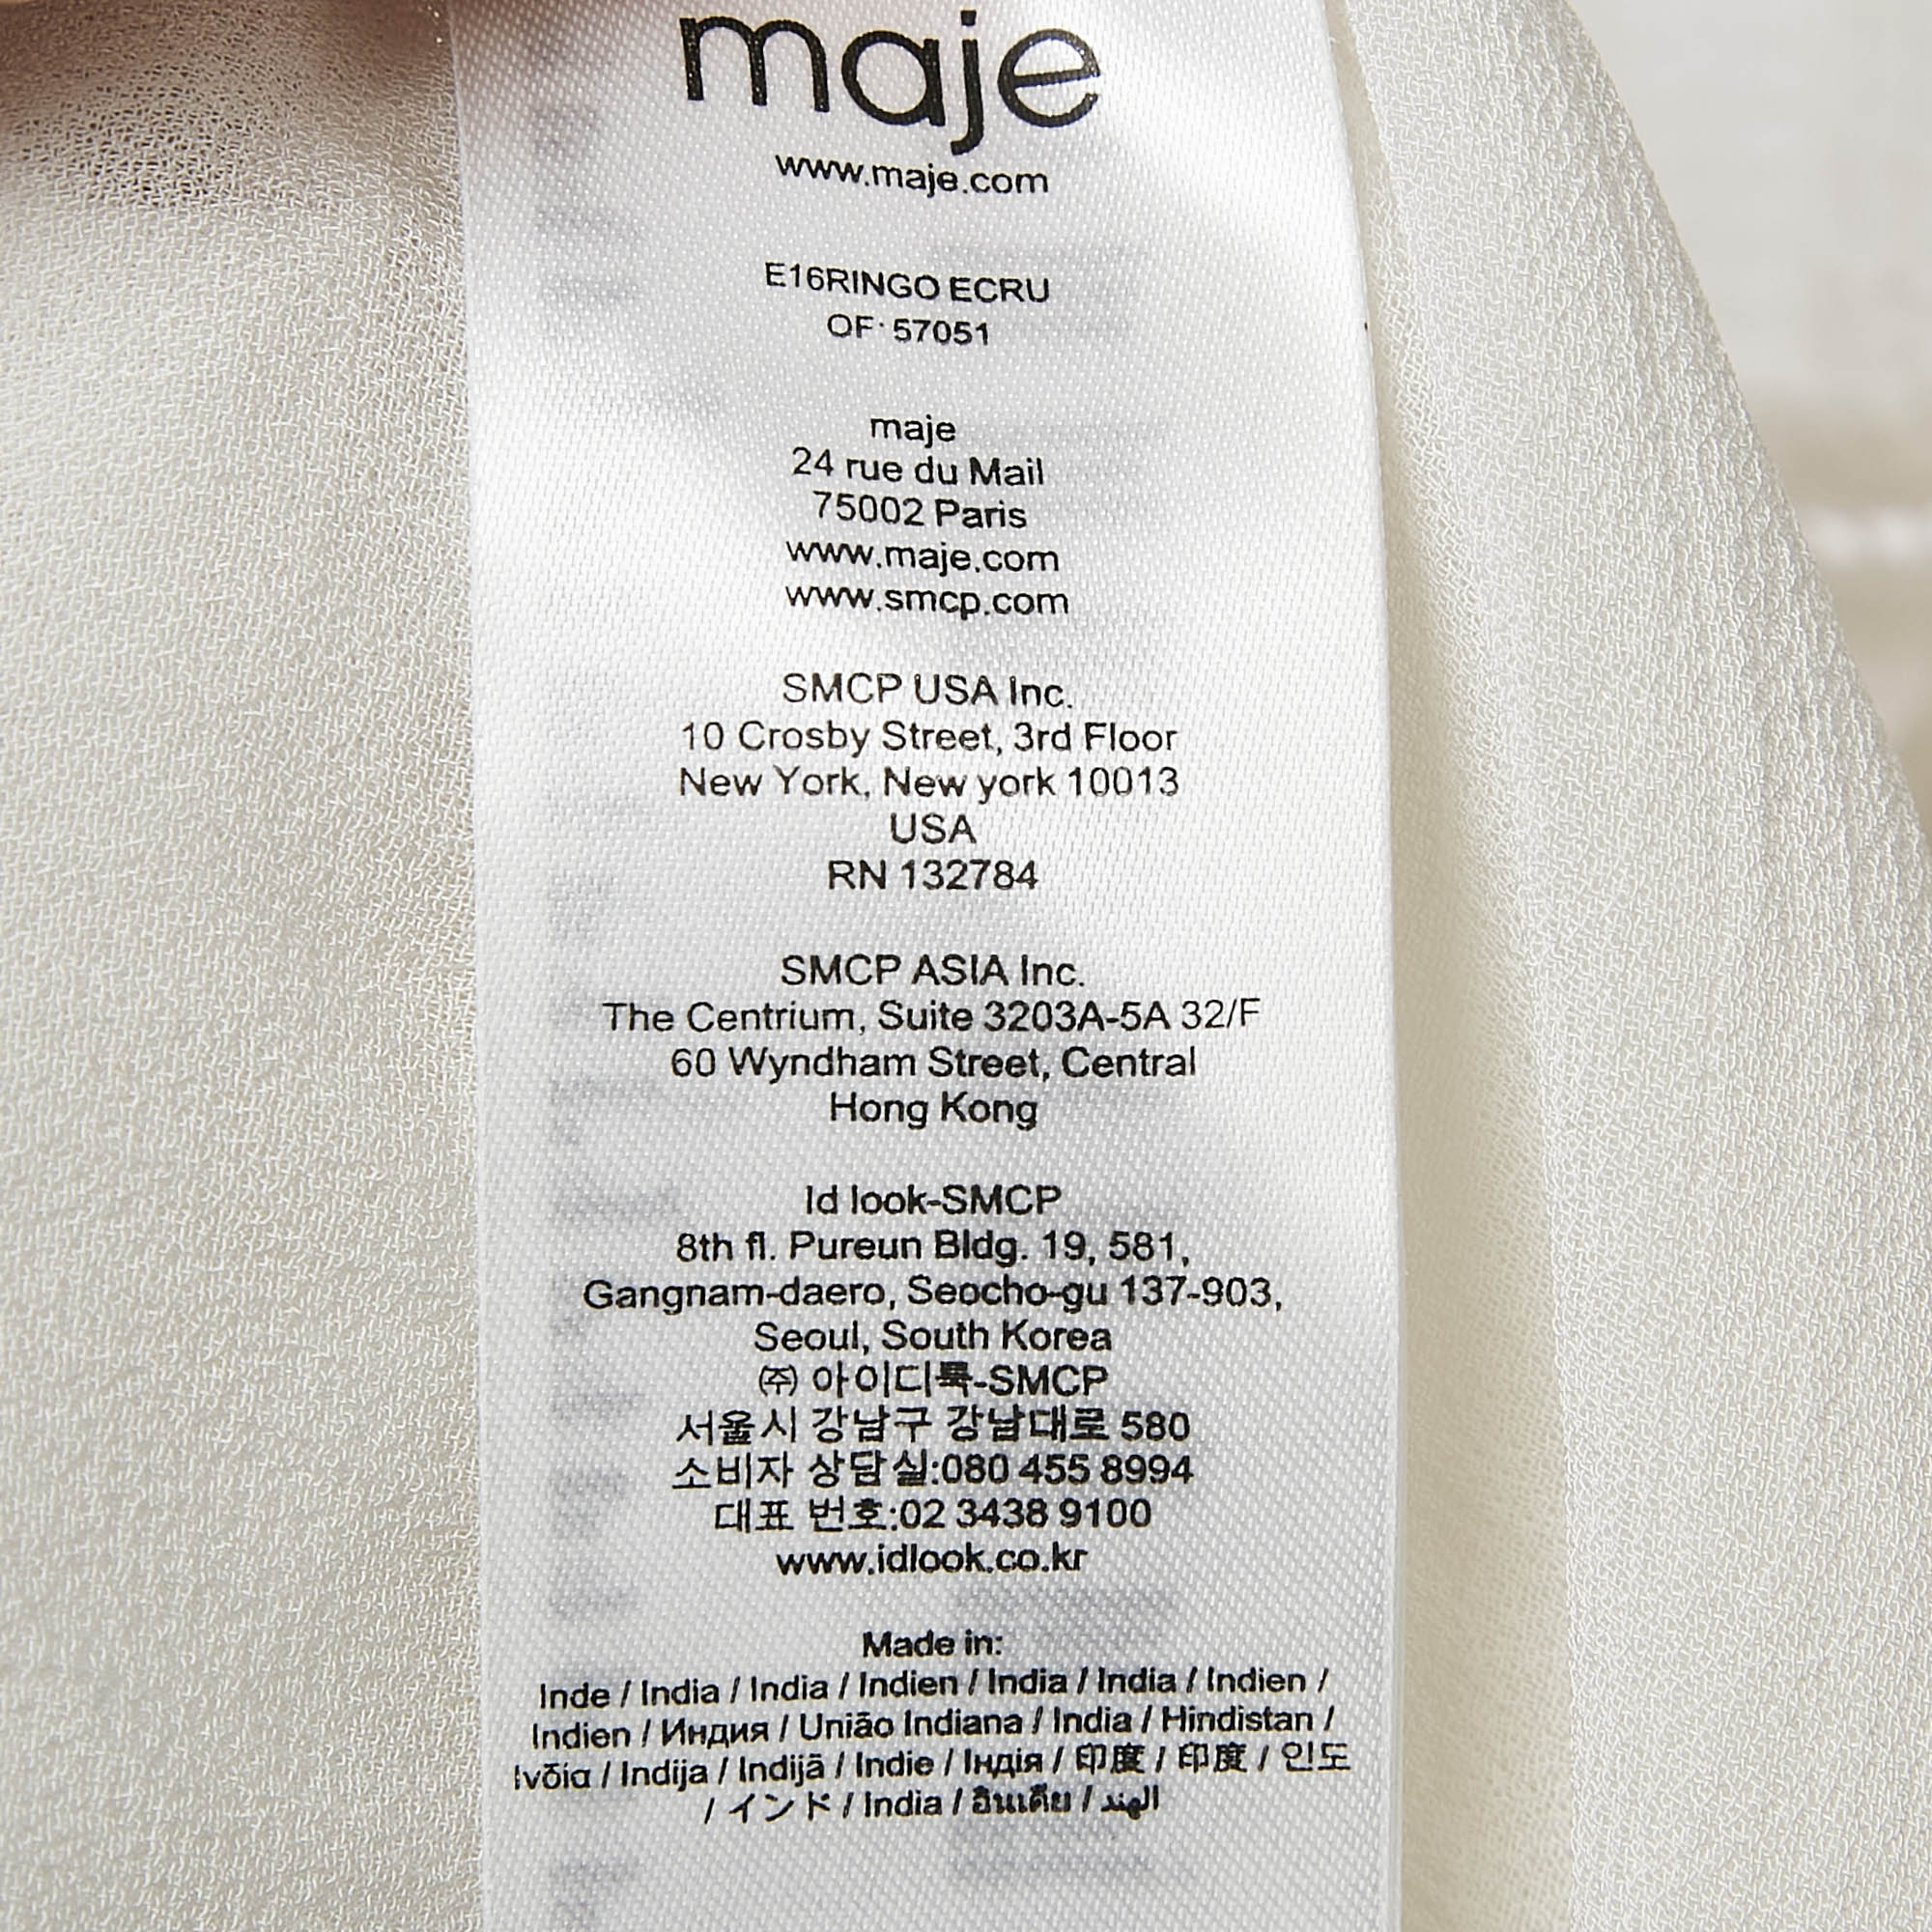 maje
www.maje.com
E16RINGO ECRU
OF: 57051
maje
24 rue du Mail
75002 Paris
www.maje.com
www.smcp.com
SMCP USA Inc.
10 Crosby Street, 3rd Floor
New York, New york 10013
USA
RN 132784
SMCP ASIA Inc.
The Centrium, Suite 3203A-5A 32/F
60 Wyndham Street, Central
Hong Kong
Id look-SMCP
8th fl. Pureun Bldg. 19, 581,
Gangnam-daero, Seocho-gu 137-903,
Seoul, South Korea
㈜ 아이디룩-SMCP
서울시 강남구 강남대로 580
소비자 상담실:080 455 8994
대표 번호:02 3438 9100
www.idlook.co.kr
Made in:
Inde / India / India / Indien / India / India / Indien /
Indien / Индия / União Indiana / India / Hindistan /
Ινδία / Indija / Indijā / Indie / Індія / 印度 / 印度 / 인도
/ インド / India / อินเดีย / الهند